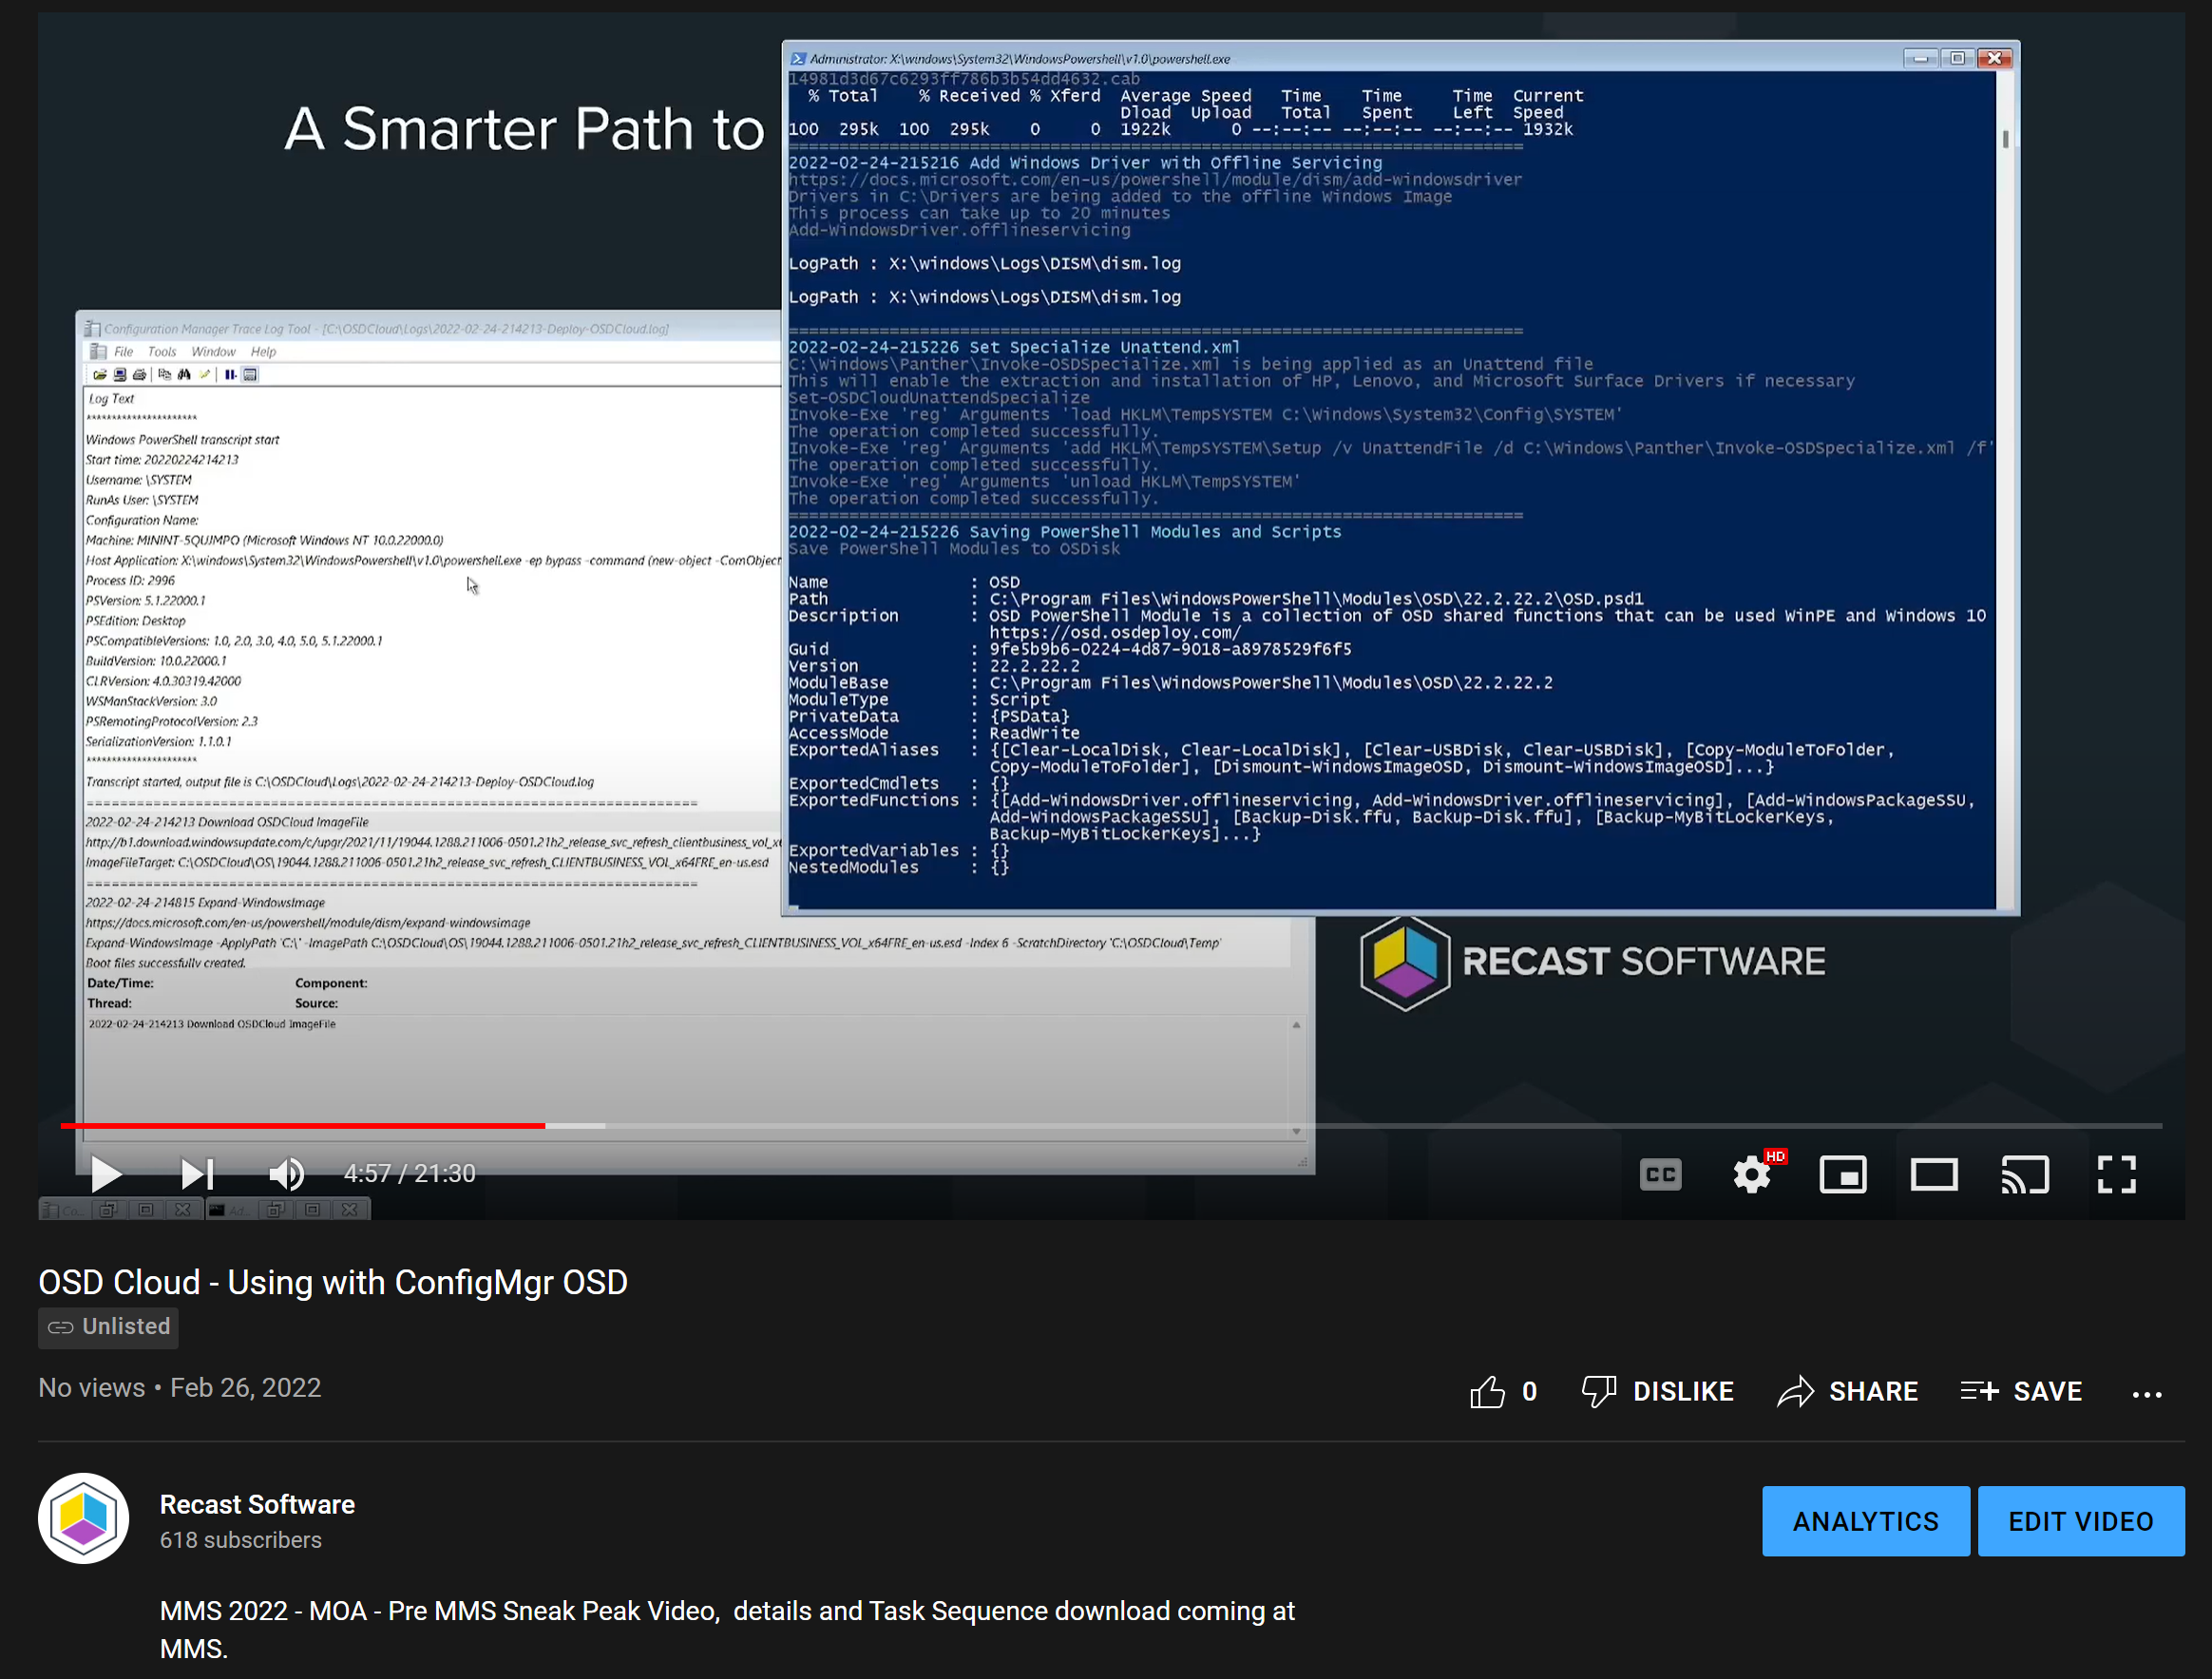 A Smarter Path to
Administrator: X:\windows\System32\WindowsPowershell\v1.0\powershell.exe
14981d3d67c6293ff786b3b54dd4632.cab
% Total % Received % Xferd Average Speed Time Time Time Current
Dload Upload Total Spent Left Speed
100 295k 100 295k 0 0 1922k 0 --:--:-- --:--:-- --:--:-- 1932k
================================================================================
2022-02-24-215216 Add Windows Driver with Offline Servicing
https://docs.microsoft.com/en-us/powershell/module/dism/add-windowsdriver
Drivers in C:\Drivers are being added to the offline Windows Image
This process can take up to 20 minutes
Add-WindowsDriver.offlineservicing
LogPath : X:\windows\Logs\DISM\dism.log
LogPath : X:\windows\Logs\DISM\dism.log
================================================================================
2022-02-24-215226 Set Specialize Unattend.xml
C:\Windows\Panther\Invoke-OSDSpecialize.xml is being applied as an Unattend file
This will enable the extraction and installation of HP, Lenovo, and Microsoft Surface Drivers if necessary
Set-OSDCloudUnattendSpecialize
Invoke-Exe 'reg' Arguments 'load HKLM\TempSYSTEM C:\Windows\System32\Config\SYSTEM'
The operation completed successfully.
Invoke-Exe 'reg' Arguments 'add HKLM\TempSYSTEM\Setup /v UnattendFile /d C:\Windows\Panther\Invoke-OSDSpecialize.xml /f'
The operation completed successfully.
Invoke-Exe 'reg' Arguments 'unload HKLM\TempSYSTEM'
The operation completed successfully.
================================================================================
2022-02-24-215226 Saving PowerShell Modules and Scripts
Save PowerShell Modules to OSDisk
Name : OSD
Path : C:\Program Files\WindowsPowerShell\Modules\OSD\22.2.22.2\OSD.psd1
Description : OSD PowerShell Module is a collection of OSD shared functions that can be used WinPE and Windows 10
https://osd.osdeploy.com/
Guid : 9fe5b9b6-0224-4d87-9018-a8978529f6f5
Version : 22.2.22.2
ModuleBase : C:\Program Files\WindowsPowerShell\Modules\OSD\22.2.22.2
ModuleType : Script
PrivateData : {PSData}
AccessMode : ReadWrite
ExportedAliases : {[Clear-LocalDisk, Clear-LocalDisk], [Clear-USBDisk, Clear-USBDisk], [Copy-ModuleToFolder,
Copy-ModuleToFolder], [Dismount-WindowsImageOSD, Dismount-WindowsImageOSD]...}
ExportedCmdlets : {}
ExportedFunctions : {[Add-WindowsDriver.offlineservicing, Add-WindowsDriver.offlineservicing], [Add-WindowsPackageSSU,
Add-WindowsPackageSSU], [Backup-Disk.ffu, Backup-Disk.ffu], [Backup-MyBitLockerKeys,
Backup-MyBitLockerKeys]...}
ExportedVariables : {}
NestedModules : {}
Configuration Manager Trace Log Tool - [C:\OSDCloud\Logs\2022-02-24-214213-Deploy-OSDCloud.log]
File Tools Window Help
Log Text
**********************
Windows PowerShell transcript start
Start time: 20220224214213
Username: \SYSTEM
RunAs User: \SYSTEM
Configuration Name:
Machine: MININT-5QUJMPO (Microsoft Windows NT 10.0.22000.0)
Host Application: X:\windows\System32\WindowsPowershell\v1.0\powershell.exe -ep bypass -command (new-object -ComObject
Process ID: 2996
PSVersion: 5.1.22000.1
PSEdition: Desktop
PSCompatibleVersions: 1.0, 2.0, 3.0, 4.0, 5.0, 5.1.22000.1
BuildVersion: 10.0.22000.1
CLRVersion: 4.0.30319.42000
WSManStackVersion: 3.0
PSRemotingProtocolVersion: 2.3
SerializationVersion: 1.1.0.1
**********************
Transcript started, output file is C:\OSDCloud\Logs\2022-02-24-214213-Deploy-OSDCloud.log
================================================================================
2022-02-24-214213 Download OSDCloud ImageFile
http://b1.download.windowsupdate.com/c/upgr/2021/11/19044.1288.211006-0501.21h2_release_svc_refresh_clientbusiness_vol_x
ImageFileTarget: C:\OSDCloud\OS\19044.1288.211006-0501.21h2_release_svc_refresh_CLIENTBUSINESS_VOL_x64FRE_en-us.esd
================================================================================
2022-02-24-214815 Expand-WindowsImage
https://docs.microsoft.com/en-us/powershell/module/dism/expand-windowsimage
Expand-WindowsImage -ApplyPath 'C:\' -ImagePath C:\OSDCloud\OS\19044.1288.211006-0501.21h2_release_svc_refresh_CLIENTBUSINESS_VOL_x64FRE_en-us.esd -Index 6 -ScratchDirectory 'C:\OSDCloud\Temp'
Boot files successfully created.
Date/Time: Component:
Thread: Source:
2022-02-24-214213 Download OSDCloud ImageFile
RECAST SOFTWARE
4:57 / 21:30
CC
HD
Co...
Ad...
OSD Cloud - Using with ConfigMgr OSD
Unlisted
No views • Feb 26, 2022
0 DISLIKE SHARE SAVE ...
Recast Software
618 subscribers
ANALYTICS EDIT VIDEO
MMS 2022 - MOA - Pre MMS Sneak Peak Video, details and Task Sequence download coming at
MMS.